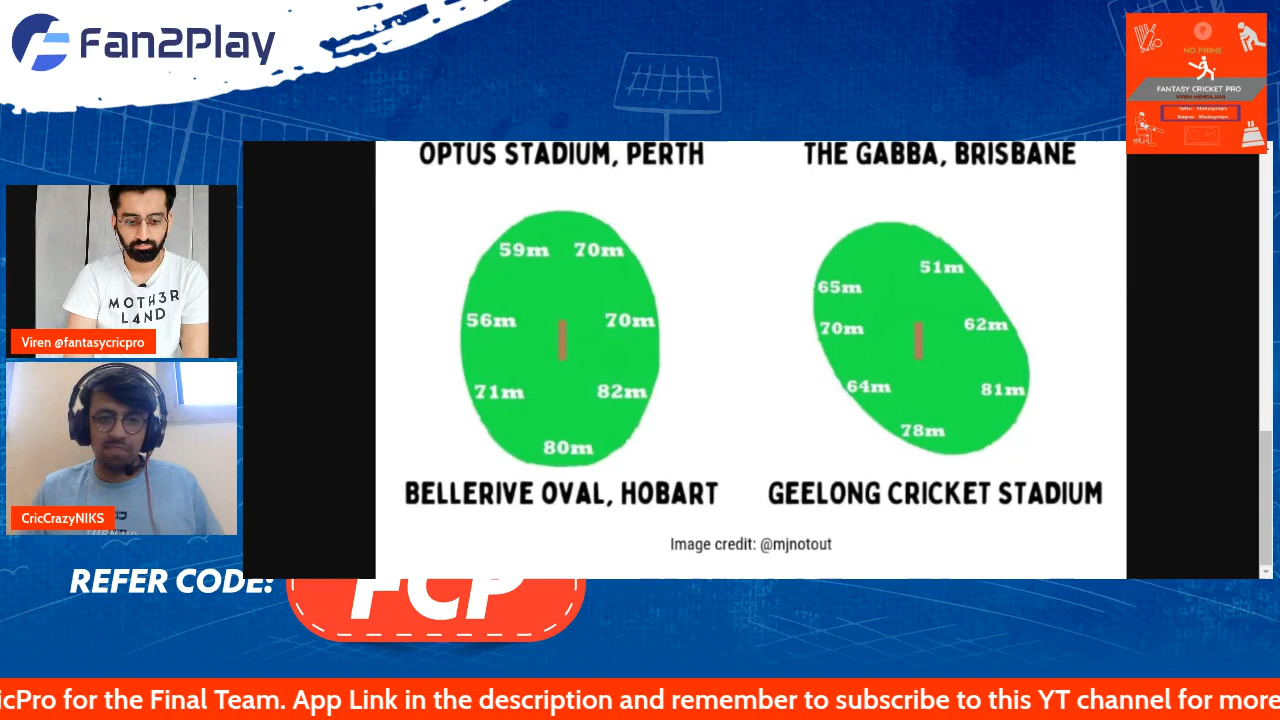 Fan2Play
NO PRIME
FANTASY CRICKET PRO
VIREN HEMRAJANI
OPTUS STADIUM, PERTH
THE GABBA, BRISBANE
59m 70m
56m 70m
71m 82m
80m
BELLERIVE OVAL, HOBART
51m
65m
70m 62m
64m 81m
78m
GEELONG CRICKET STADIUM
Image credit: @mjnotout
MOTH3R
L4ND
Viren @fantasycricpro
CricCrazyNIKS
REFER CODE:
FCP
icPro for the Final Team. App Link in the description and remember to subscribe to this YT channel for more